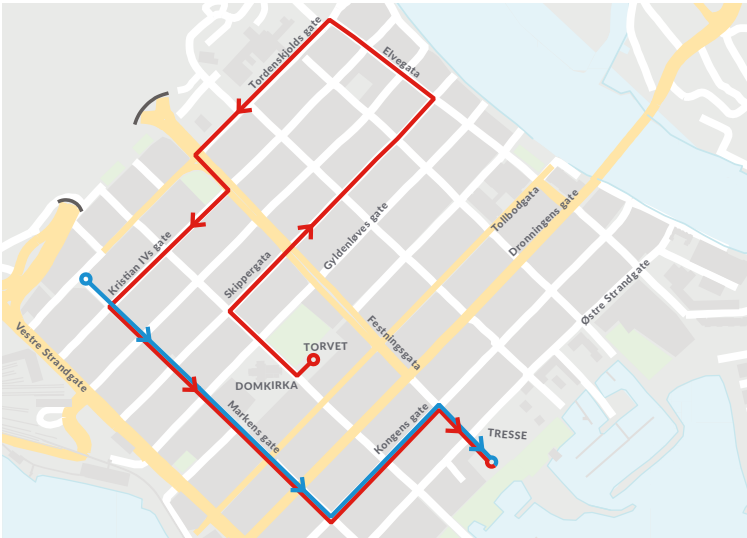 Tordenskjolds gate
Elvegata
Gyldenløves gate
Tollbodgata
Dronningens gate
Kristian IVs gate
Skippergata
Østre Strandgate
Vestre Strandgate
Festningsgata
TORVET
DOMKIRKA
Markens gate
Kongens gate
TRESSE